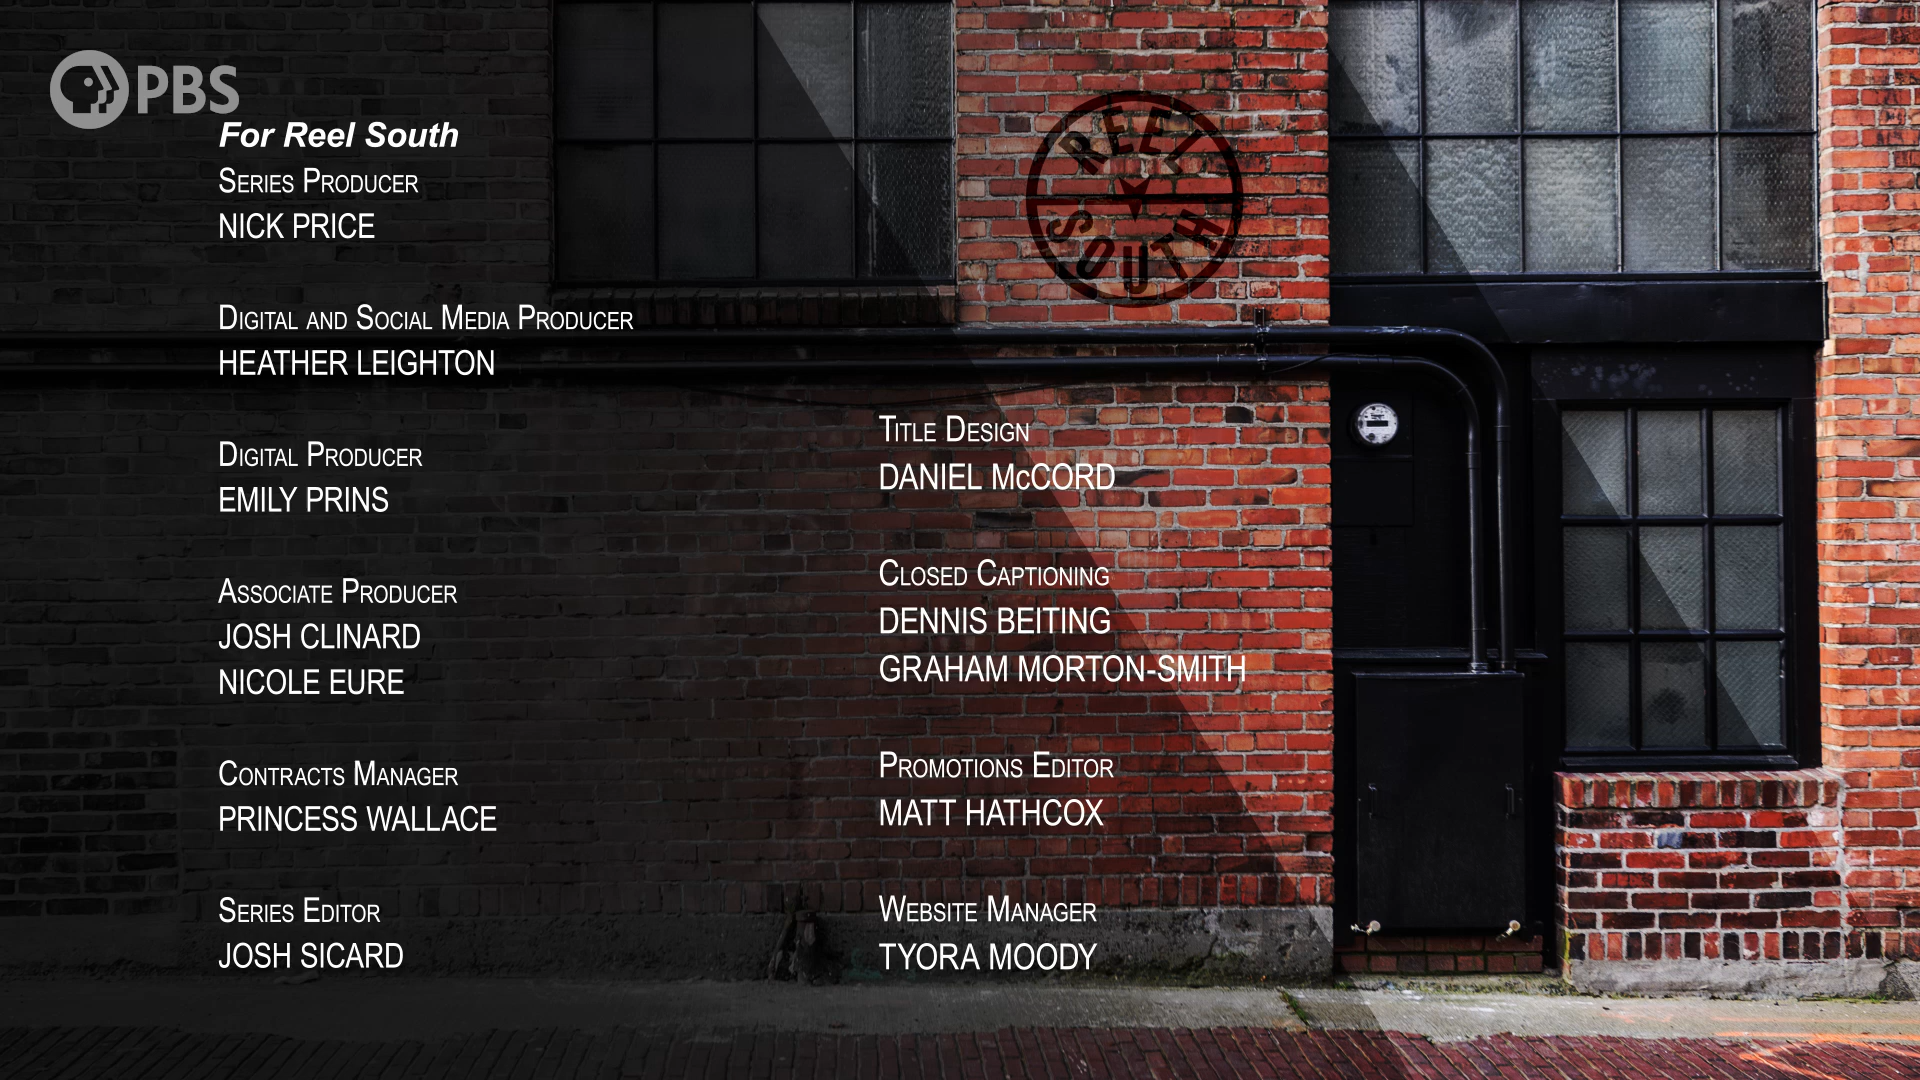 PBS
For Reel South
Series Producer
NICK PRICE
Digital and Social Media Producer
HEATHER LEIGHTON
Digital Producer
EMILY PRINS
Associate Producer
JOSH CLINARD
NICOLE EURE
Contracts Manager
PRINCESS WALLACE
Series Editor
JOSH SICARD
REEL
SOUTH
Title Design
DANIEL McCORD
Closed Captioning
DENNIS BEITING
GRAHAM MORTON-SMITH
Promotions Editor
MATT HATHCOX
Website Manager
TYORA MOODY